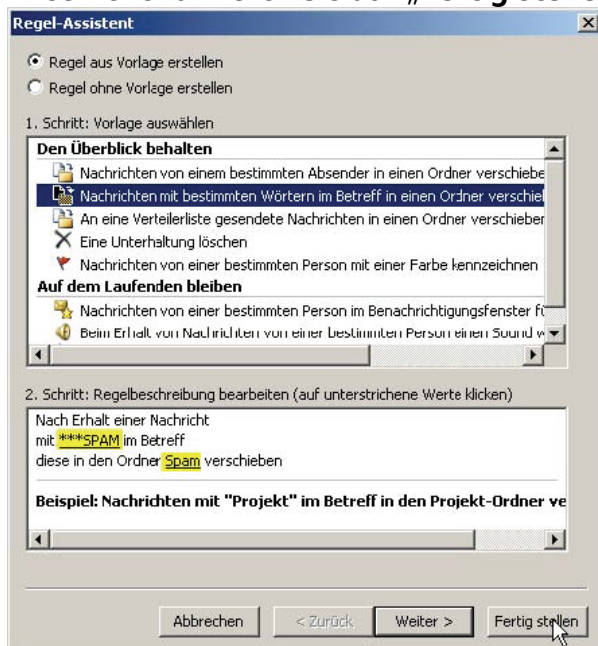 Regel-Assistent
Regel aus Vorlage erstellen
Regel ohne Vorlage erstellen
1. Schritt: Vorlage auswählen
Den Überblick behalten
Nachrichten von einem bestimmten Absender in einen Ordner verschiebe
Nachrichten mit bestimmten Wörtern im Betreff in einen Ordner verschie
An eine Verteilerliste gesendete Nachrichten in einen Ordner verschieber
Eine Unterhaltung löschen
Nachrichten von einer bestimmten Person mit einer Farbe kennzeichnen
Auf dem Laufenden bleiben
Nachrichten von einer bestimmten Person im Benachrichtigungsfenster fü
Beim Erhalt von Nachrichten von einer bestimmten Person einen Sound w
2. Schritt: Regelbeschreibung bearbeiten (auf unterstrichene Werte klicken)
Nach Erhalt einer Nachricht
mit ***SPAM im Betreff
diese in den Ordner Spam verschieben
Beispiel: Nachrichten mit "Projekt" im Betreff in den Projekt-Ordner ve
Abbrechen < Zurück Weiter > Fertig stellen